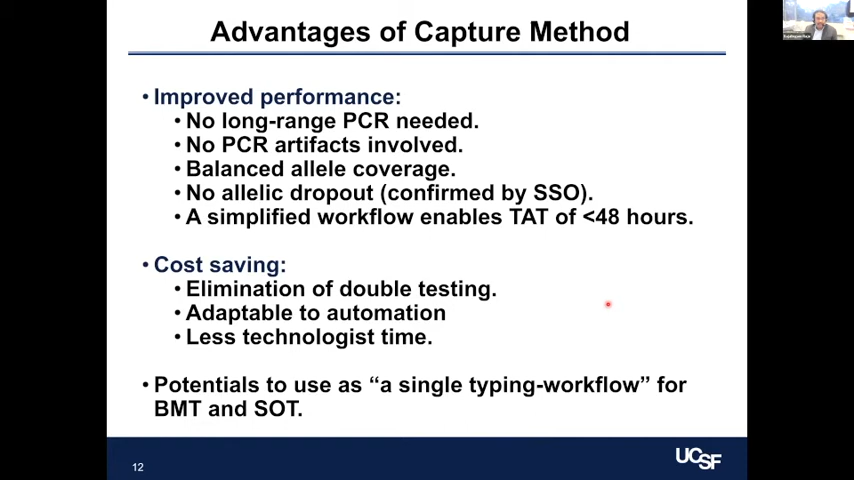 Advantages of Capture Method
• Improved performance:
• No long-range PCR needed.
• No PCR artifacts involved.
• Balanced allele coverage.
• No allelic dropout (confirmed by SSO).
• A simplified workflow enables TAT of <48 hours.
• Cost saving:
• Elimination of double testing.
• Adaptable to automation
• Less technologist time.
• Potentials to use as “a single typing-workflow” for
BMT and SOT.
12
UCSF